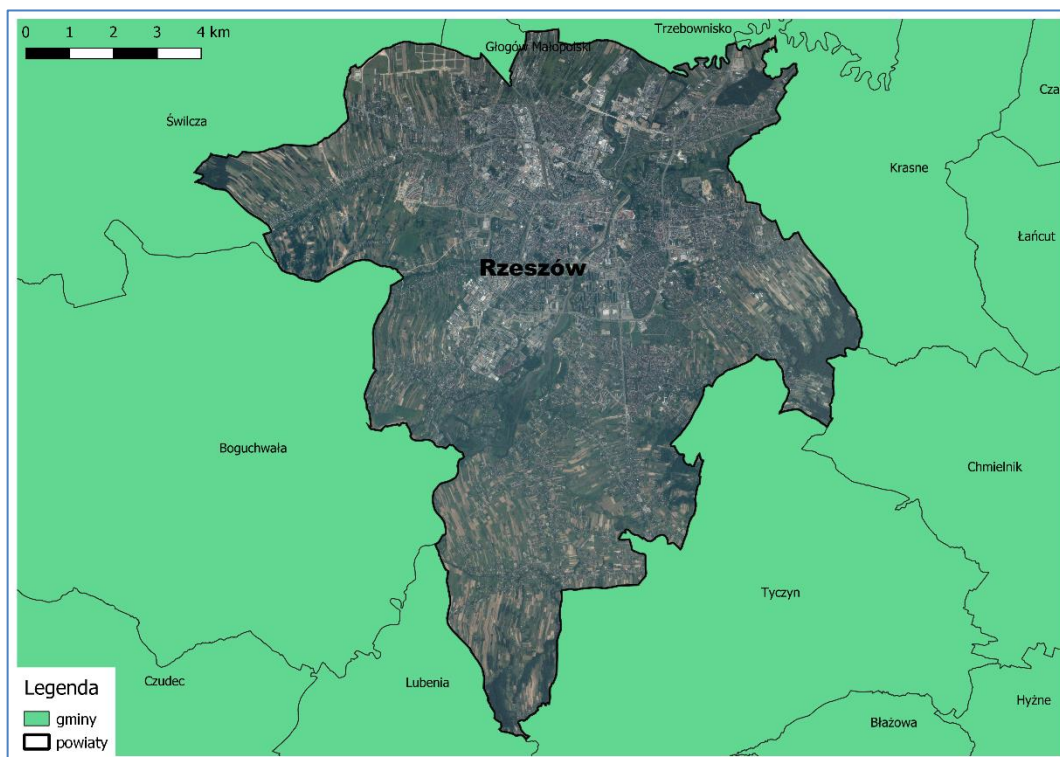 0 1 2 3 4 km
Trzebownisko
Głogów Małopolski
Cza
Świlcza
Krasne
Łańcut
Rzeszów
Boguchwała
Chmielnik
Tyczyn
Czudec
Lubenia
Hyżne
Błażowa
Legenda
gminy
powiaty